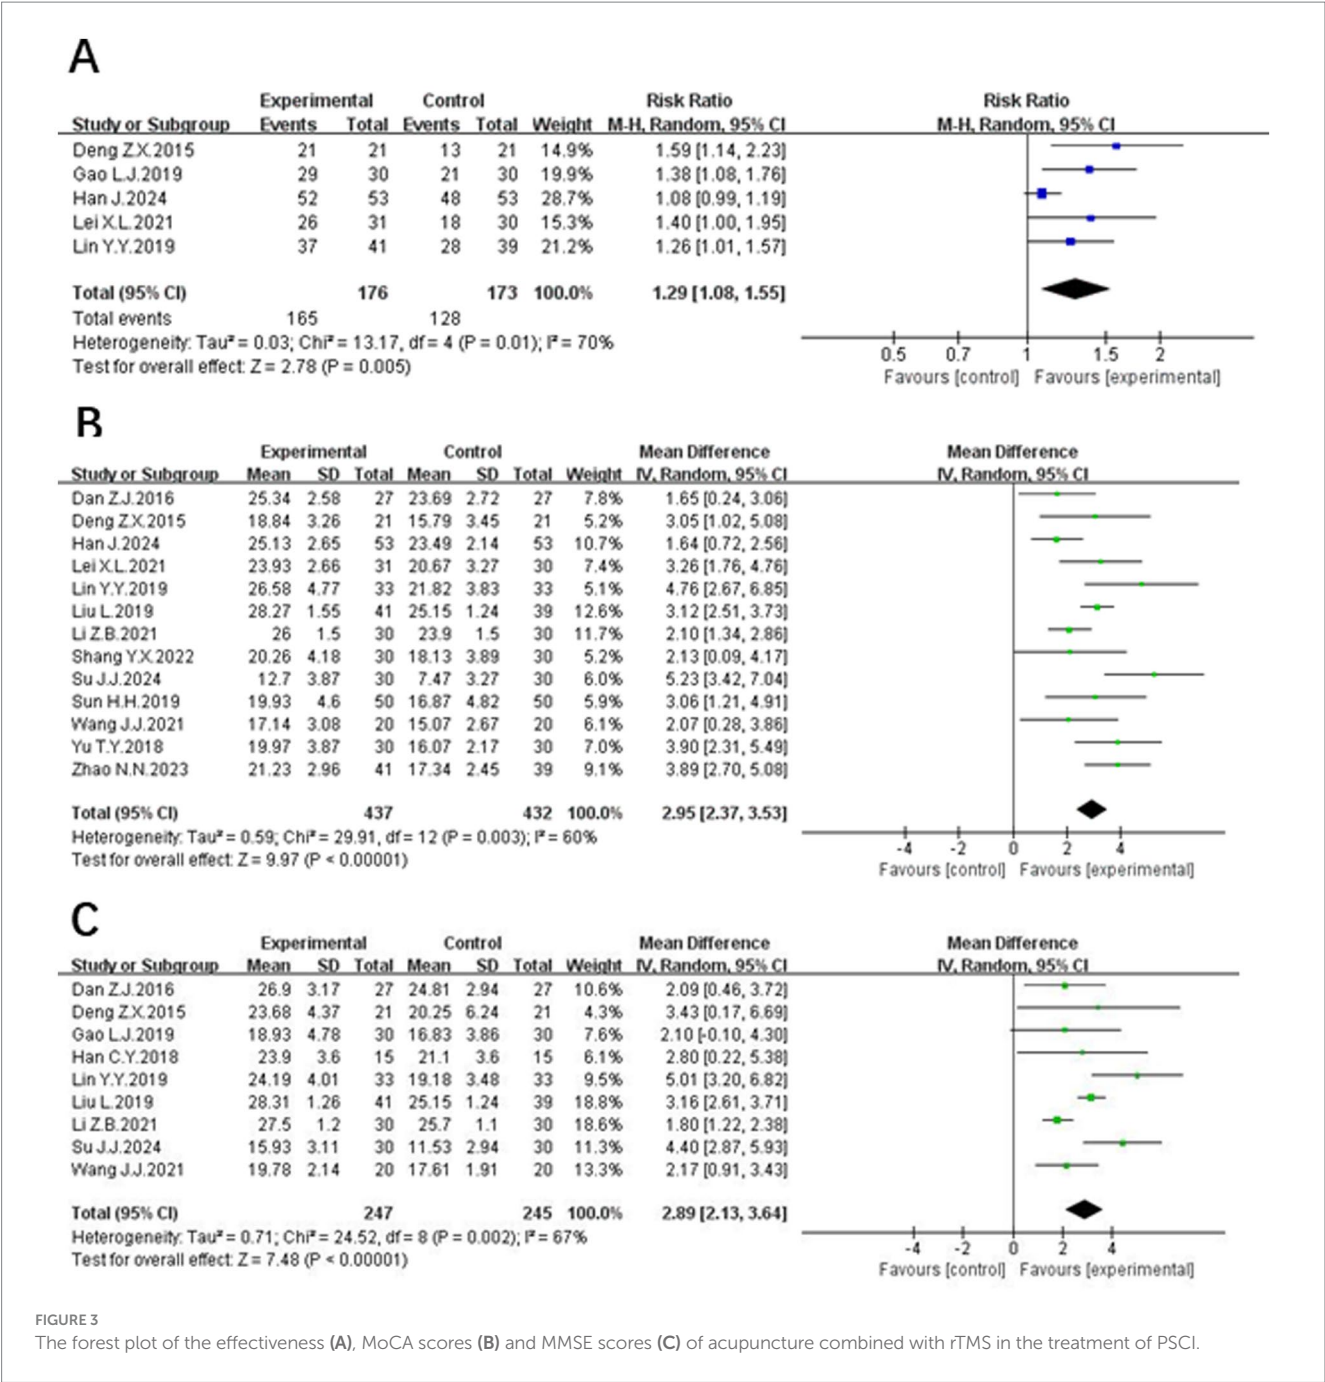 A
Experimental Control Risk Ratio Risk Ratio
Study or Subgroup Events Total Events Total Weight M-H, Random, 95% CI M-H, Random, 95% CI
Deng Z.X.2015 21 21 13 21 14.9% 1.59 [1.14, 2.23]
Gao L.J.2019 29 30 21 30 19.9% 1.38 [1.08, 1.76]
Han J.2024 52 53 48 53 28.7% 1.08 [0.99, 1.19]
Lei X.L.2021 26 31 18 30 15.3% 1.40 [1.00, 1.95]
Lin Y.Y.2019 37 41 28 39 21.2% 1.26 [1.01, 1.57]
Total (95% CI) 176 173 100.0% 1.29 [1.08, 1.55]
Total events 165 128
Heterogeneity: Tau² = 0.03; Chi² = 13.17, df = 4 (P = 0.01); I² = 70%
Test for overall effect: Z = 2.78 (P = 0.005)
0.5 0.7 1 1.5 2
Favours [control] Favours [experimental]
B
Experimental Control Mean Difference Mean Difference
Study or Subgroup Mean SD Total Mean SD Total Weight IV, Random, 95% CI IV, Random, 95% CI
Dan Z.J.2016 25.34 2.58 27 23.69 2.72 27 7.8% 1.65 [0.24, 3.06]
Deng Z.X.2015 18.84 3.26 21 15.79 3.45 21 5.2% 3.05 [1.02, 5.08]
Han J.2024 25.13 2.65 53 23.49 2.14 53 10.7% 1.64 [0.72, 2.56]
Lei X.L.2021 23.93 2.66 31 20.67 3.27 30 7.4% 3.26 [1.76, 4.76]
Lin Y.Y.2019 26.58 4.77 33 21.82 3.83 33 5.1% 4.76 [2.67, 6.85]
Liu L.2019 28.27 1.55 41 25.15 1.24 39 12.6% 3.12 [2.51, 3.73]
Li Z.B.2021 26 1.5 30 23.9 1.5 30 11.7% 2.10 [1.34, 2.86]
Shang Y.X.2022 20.26 4.18 30 18.13 3.89 30 5.2% 2.13 [0.09, 4.17]
Su J.J.2024 12.7 3.87 30 7.47 3.27 30 6.0% 5.23 [3.42, 7.04]
Sun H.H.2019 19.93 4.6 50 16.87 4.82 50 5.9% 3.06 [1.21, 4.91]
Wang J.J.2021 17.14 3.08 20 15.07 2.67 20 6.1% 2.07 [0.28, 3.86]
Yu T.Y.2018 19.97 3.87 30 16.07 2.17 30 7.0% 3.90 [2.31, 5.49]
Zhao N.N.2023 21.23 2.96 41 17.34 2.45 39 9.1% 3.89 [2.70, 5.08]
Total (95% CI) 437 432 100.0% 2.95 [2.37, 3.53]
Heterogeneity: Tau² = 0.59; Chi² = 29.91, df = 12 (P = 0.003); I² = 60%
Test for overall effect: Z = 9.97 (P < 0.00001)
-4 -2 0 2 4
Favours [control] Favours [experimental]
C
Experimental Control Mean Difference Mean Difference
Study or Subgroup Mean SD Total Mean SD Total Weight IV, Random, 95% CI IV, Random, 95% CI
Dan Z.J.2016 26.9 3.17 27 24.81 2.94 27 10.6% 2.09 [0.46, 3.72]
Deng Z.X.2015 23.68 4.37 21 20.25 6.24 21 4.3% 3.43 [0.17, 6.69]
Gao L.J.2019 18.93 4.78 30 16.83 3.86 30 7.6% 2.10 [-0.10, 4.30]
Han C.Y.2018 23.9 3.6 15 21.1 3.6 15 6.1% 2.80 [0.22, 5.38]
Lin Y.Y.2019 24.19 4.01 33 19.18 3.48 33 9.5% 5.01 [3.20, 6.82]
Liu L.2019 28.31 1.26 41 25.15 1.24 39 18.8% 3.16 [2.61, 3.71]
Li Z.B.2021 27.5 1.2 30 25.7 1.1 30 18.6% 1.80 [1.22, 2.38]
Su J.J.2024 15.93 3.11 30 11.53 2.94 30 11.3% 4.40 [2.87, 5.93]
Wang J.J.2021 19.78 2.14 20 17.61 1.91 20 13.3% 2.17 [0.91, 3.43]
Total (95% CI) 247 245 100.0% 2.89 [2.13, 3.64]
Heterogeneity: Tau² = 0.71; Chi² = 24.52, df = 8 (P = 0.002); I² = 67%
Test for overall effect: Z = 7.48 (P < 0.00001)
-4 -2 0 2 4
Favours [control] Favours [experimental]
FIGURE 3
The forest plot of the effectiveness (A), MoCA scores (B) and MMSE scores (C) of acupuncture combined with rTMS in the treatment of PSCI.